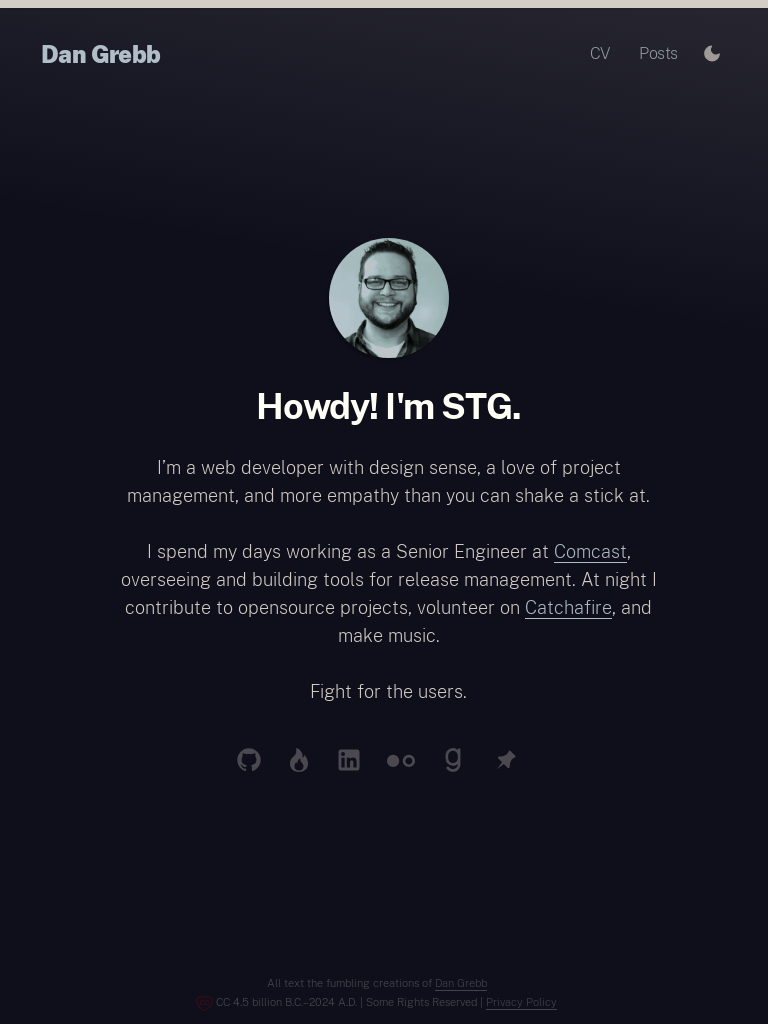 Dan Grebb
CV Posts
Howdy! I'm STG.
I’m a web developer with design sense, a love of project
management, and more empathy than you can shake a stick at.
I spend my days working as a Senior Engineer at Comcast,
overseeing and building tools for release management. At night I
contribute to opensource projects, volunteer on Catchafire, and
make music.
Fight for the users.
All text the fumbling creations of Dan Grebb
CC 4.5 billion B.C.–2024 A.D. | Some Rights Reserved | Privacy Policy